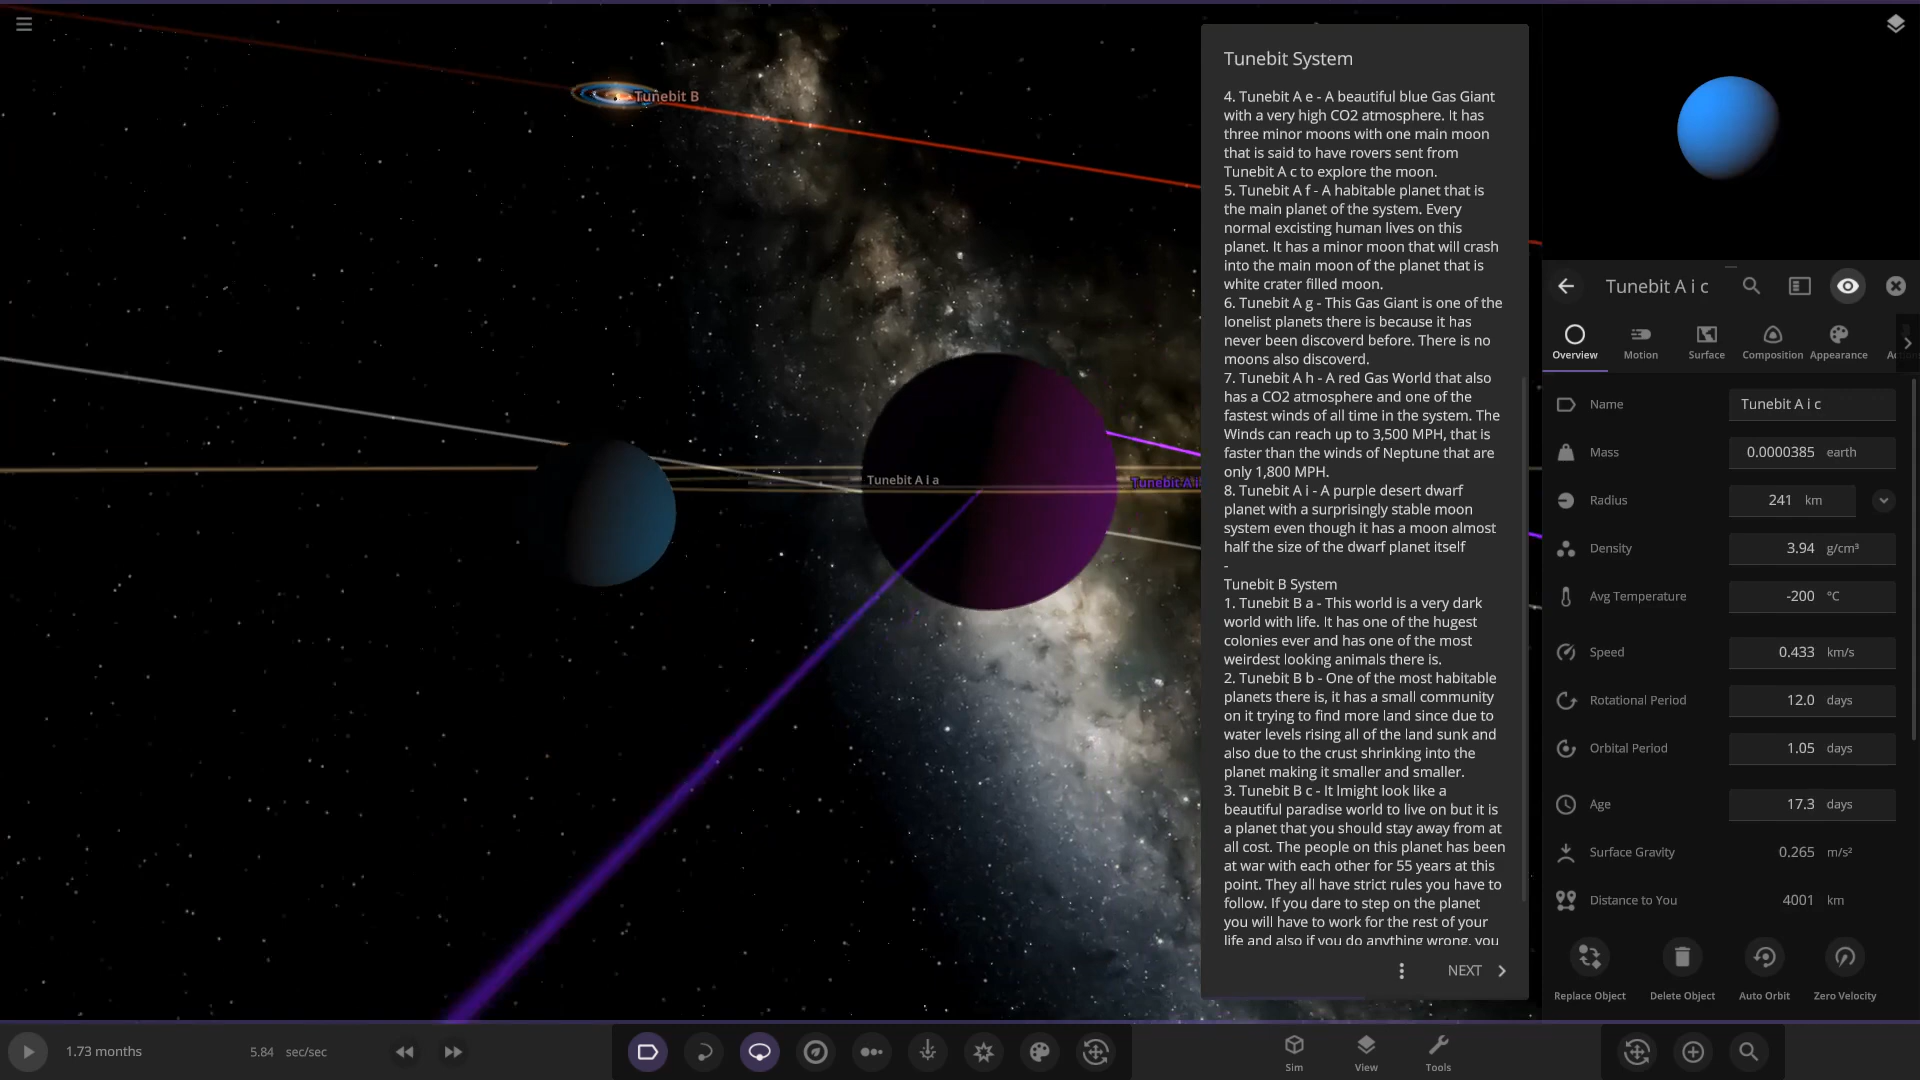 Tunebit B
Tunebit A i a
Tunebit A i
Tunebit System
4. Tunebit A e - A beautiful blue Gas Giant
with a very high CO2 atmosphere. It has
three minor moons with one main moon
that is said to have rovers sent from
Tunebit A c to explore the moon.
5. Tunebit A f - A habitable planet that is
the main planet of the system. Every
normal excisting human lives on this
planet. It has a minor moon that will crash
into the main moon of the planet that is
white crater filled moon.
6. Tunebit A g - This Gas Giant is one of the
lonelist planets there is because it has
never been discoverd before. There is no
moons also discoverd.
7. Tunebit A h - A red Gas World that also
has a CO2 atmosphere and one of the
fastest winds of all time in the system. The
Winds can reach up to 3,500 MPH, that is
faster than the winds of Neptune that are
only 1,800 MPH.
8. Tunebit A i - A purple desert dwarf
planet with a surprisingly stable moon
system even though it has a moon almost
half the size of the dwarf planet itself
-
Tunebit B System
1. Tunebit B a - This world is a very dark
world with life. It has one of the hugest
colonies ever and has one of the most
weirdest looking animals there is.
2. Tunebit B b - One of the most habitable
planets there is, it has a small community
on it trying to find more land since due to
water levels rising all of the land sunk and
also due to the crust shrinking into the
planet making it smaller and smaller.
3. Tunebit B c - It lmight look like a
beautiful paradise world to live on but it is
a planet that you should stay away from at
all cost. The people on this planet has been
at war with each other for 55 years at this
point. They all have strict rules you have to
follow. If you dare to step on the planet
you will have to work for the rest of your
life and also if you do anything wrong, you
NEXT
Tunebit A i c
Overview Motion Surface Composition Appearance
Name Tunebit A i c
Mass 0.0000385 earth
Radius 241 km
Density 3.94 g/cm³
Avg Temperature -200 °C
Speed 0.433 km/s
Rotational Period 12.0 days
Orbital Period 1.05 days
Age 17.3 days
Surface Gravity 0.265 m/s²
Distance to You 4001 km
Replace Object Delete Object Auto Orbit Zero Velocity
1.73 months 5.84 sec/sec
Sim View Tools